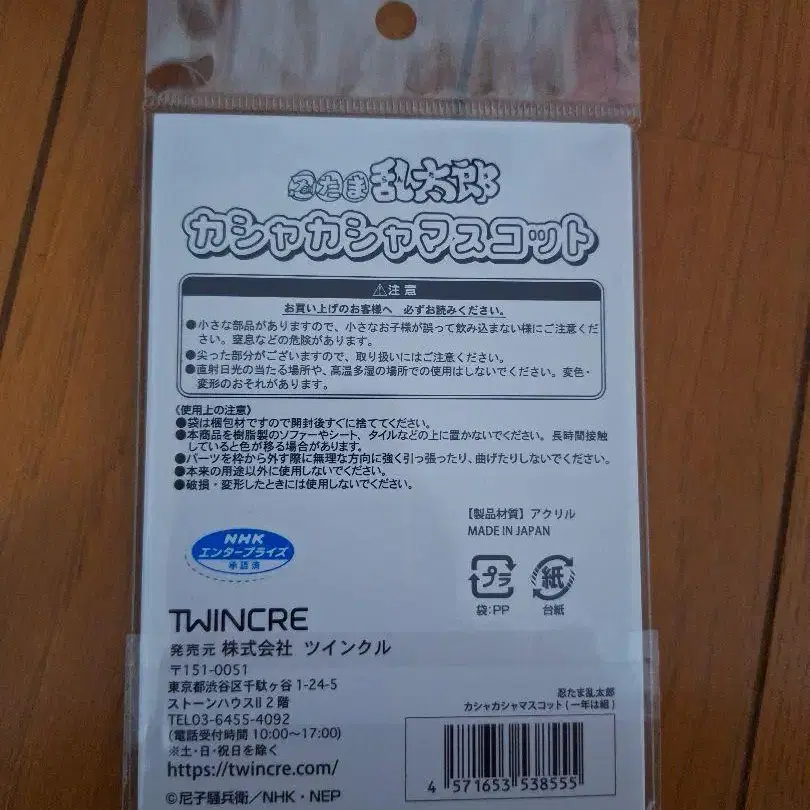 忍たま乱太郎
カシャカシャマスコット
⚠注意
お買い上げのお客様へ 必ずお読みください。
●小さな部品がありますので、小さなお子様が誤って飲み込まない様にご注意くだ
さい。窒息などの危険があります。
●尖った部分がございますので、取り扱いにはご注意ください。
●直射日光の当たる場所や、高温多湿の場所での使用はしないでください。変色・
変形のおそれがあります。
《使用上の注意》
●袋は梱包材ですので開封後すぐに捨ててください。
●本商品を樹脂製のソファーやシート、タイルなどの上に置かないでください。長時間接触
していると色が移る場合があります。
●パーツを枠から外す際に無理な方向に強く引っ張ったり、曲げたりしないでください。
●本来の用途以外に使用しないでください。
●破損・変形したときには使用しないでください。
【製品材質】アクリル
MADE IN JAPAN
NHK
エンタープライズ
承認済
プラ
袋:PP
紙
台紙
TWINCRE
発売元 株式会社 ツインクル
〒151-0051
東京都渋谷区千駄ヶ谷1-24-5
ストーンハウスⅡ2階
TEL03-6455-4092
(電話受付時間 10:00〜17:00)
※土・日・祝日を除く
https://twincre.com/
©尼子騒兵衛/NHK・NEP
忍たま乱太郎
カシャカシャマスコット(一年は組)
4 571653 538555